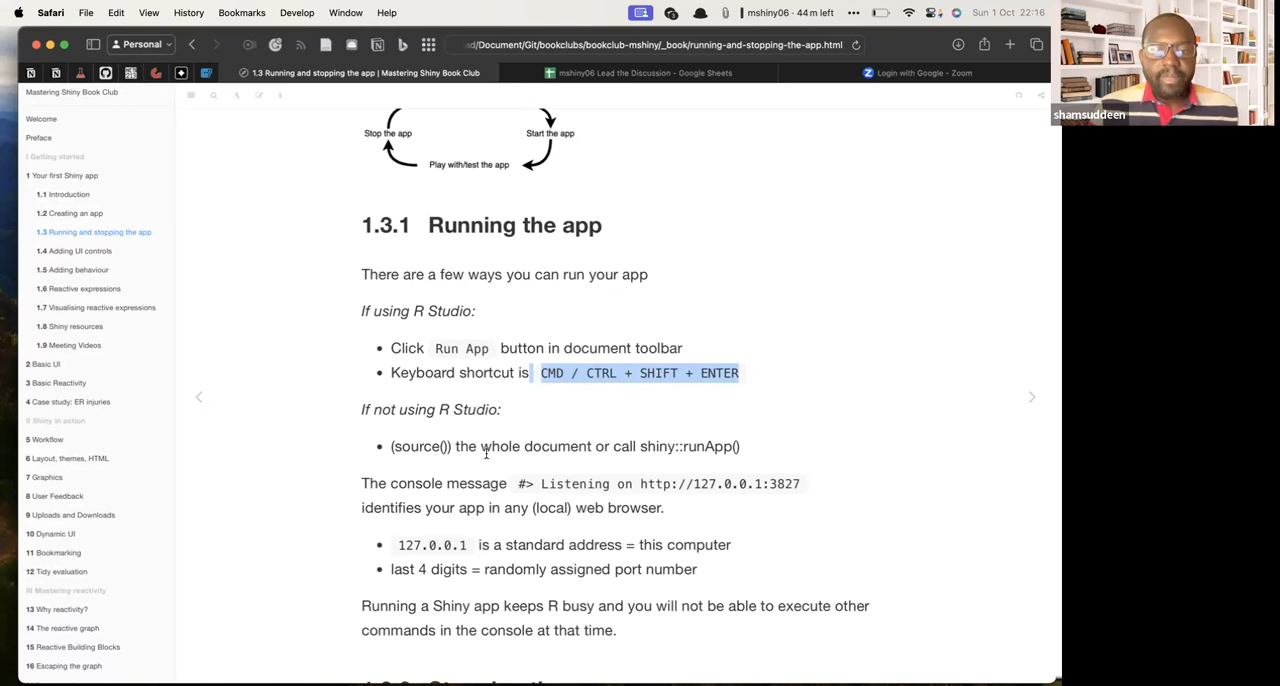 Safari File Edit View History Bookmarks Develop Window Help mshiny06 · 44 m left Sun 1 Oct 22:16
Personal sd/Document/Git/bookclubs/bookclub-mshiny/_book/running-and-stopping-the-app.html
1.3 Running and stopping the app | Mastering Shiny Book Club mshiny06 Lead the Discussion - Google Sheets Login with Google - Zoom
shamsuddeen
Mastering Shiny Book Club
Welcome
Preface
I Getting started
1 Your first Shiny app
1.1 Introduction
1.2 Creating an app
1.3 Running and stopping the app
1.4 Adding UI controls
1.5 Adding behaviour
1.6 Reactive expressions
1.7 Visualising reactive expressions
1.8 Shiny resources
1.9 Meeting Videos
2 Basic UI
3 Basic Reactivity
4 Case study: ER injuries
II Shiny in action
5 Workflow
6 Layout, themes, HTML
7 Graphics
8 User Feedback
9 Uploads and Downloads
10 Dynamic UI
11 Bookmarking
12 Tidy evaluation
III Mastering reactivity
13 Why reactivity?
14 The reactive graph
15 Reactive Building Blocks
16 Escaping the graph
Stop the app Start the app
Play with/test the app
1.3.1 Running the app
There are a few ways you can run your app
If using R Studio:
• Click Run App button in document toolbar
• Keyboard shortcut is CMD / CTRL + SHIFT + ENTER
If not using R Studio:
• (source()) the whole document or call shiny::runApp()
The console message #> Listening on http://127.0.0.1:3827
identifies your app in any (local) web browser.
• 127.0.0.1 is a standard address = this computer
• last 4 digits = randomly assigned port number
Running a Shiny app keeps R busy and you will not be able to execute other
commands in the console at that time.